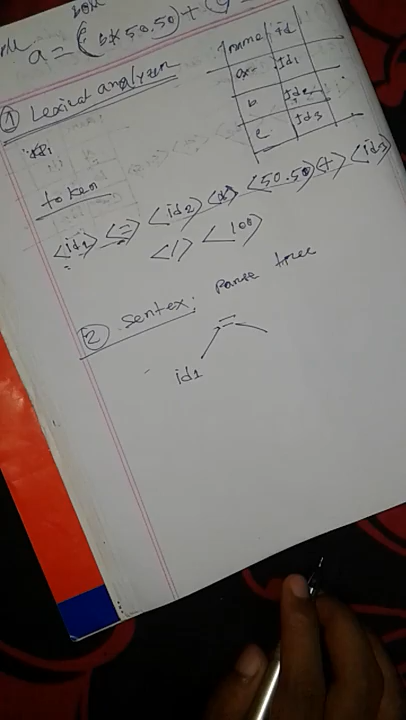 a = (b*50.50) + (
name id
a Id1
b Id2
c Id3
① Lexical analyzer
token
<id1> <=> <id2> <*> <50.50> <+> <id3>
</> <100>
② Sentex: Parse tree
=
id1